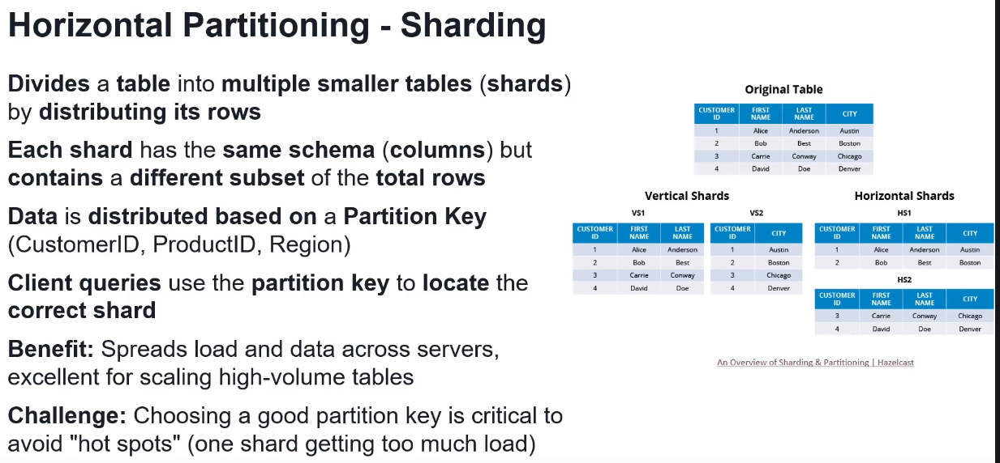 Horizontal Partitioning - Sharding
Divides a table into multiple smaller tables (shards)
by distributing its rows
Each shard has the same schema (columns) but
contains a different subset of the total rows
Data is distributed based on a Partition Key
(CustomerID, ProductID, Region)
Client queries use the partition key to locate the
correct shard
Benefit: Spreads load and data across servers,
excellent for scaling high-volume tables
Challenge: Choosing a good partition key is critical to
avoid "hot spots" (one shard getting too much load)
Original Table
CUSTOMER ID FIRST NAME LAST NAME CITY
1 Alice Anderson Austin
2 Bob Best Boston
3 Carrie Conway Chicago
4 David Doe Denver
Vertical Shards
VS1
CUSTOMER ID FIRST NAME LAST NAME
1 Alice Anderson
2 Bob Best
3 Carrie Conway
4 David Doe
VS2
CUSTOMER ID CITY
1 Austin
2 Boston
3 Chicago
4 Denver
Horizontal Shards
HS1
CUSTOMER ID FIRST NAME LAST NAME CITY
1 Alice Anderson Austin
2 Bob Best Boston
HS2
CUSTOMER ID FIRST NAME LAST NAME CITY
3 Carrie Conway Chicago
4 David Doe Denver
An Overview of Sharding & Partitioning | Hazelcast